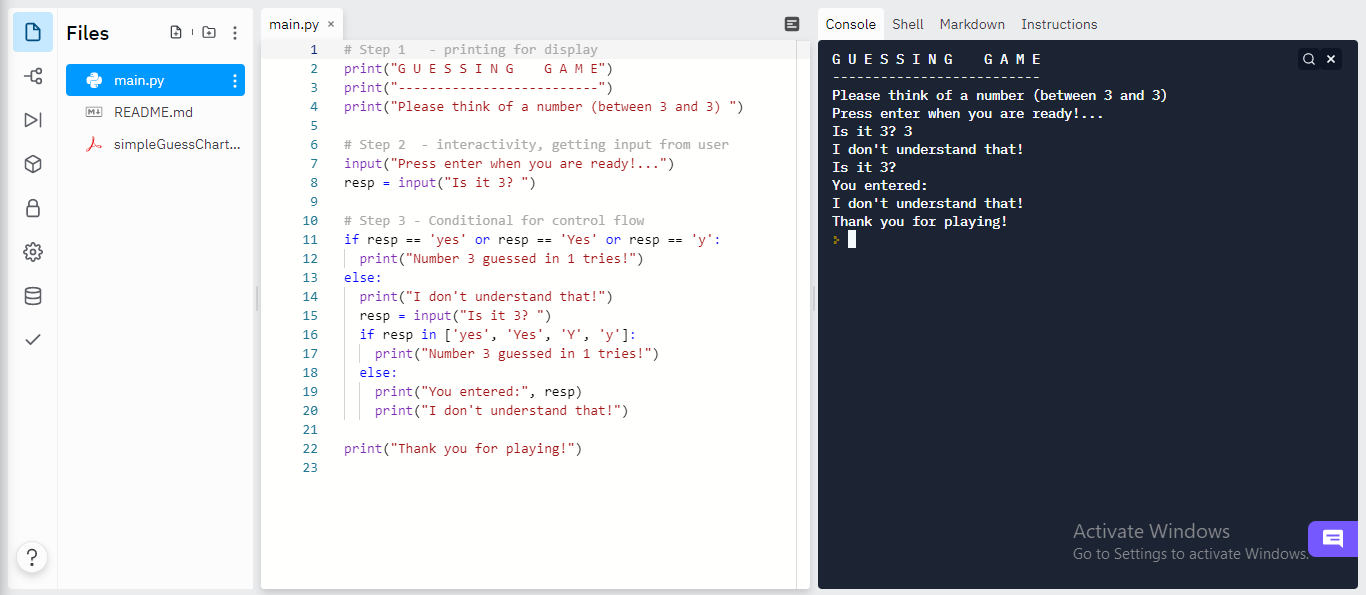 Files
main.py
README.md
simpleGuessChart...
?
main.py ×
1 # Step 1   - printing for display
2 print("G U E S S I N G    G A M E")
3 print("--------------------------")
4 print("Please think of a number (between 3 and 3) ")
5
6 # Step 2  - interactivity, getting input from user
7 input("Press enter when you are ready!...")
8 resp = input("Is it 3? ")
9
10 # Step 3 - Conditional for control flow
11 if resp == 'yes' or resp == 'Yes' or resp == 'y':
12   print("Number 3 guessed in 1 tries!")
13 else:
14   print("I don't understand that!")
15   resp = input("Is it 3? ")
16   if resp in ['yes', 'Yes', 'Y', 'y']:
17     print("Number 3 guessed in 1 tries!")
18   else:
19     print("You entered:", resp)
20     print("I don't understand that!")
21
22 print("Thank you for playing!")
23
Console Shell Markdown Instructions
G U E S S I N G    G A M E
--------------------------
Please think of a number (between 3 and 3)
Press enter when you are ready!...
Is it 3? 3
I don't understand that!
Is it 3?
You entered:
I don't understand that!
Thank you for playing!
Activate Windows
Go to Settings to activate Windows.